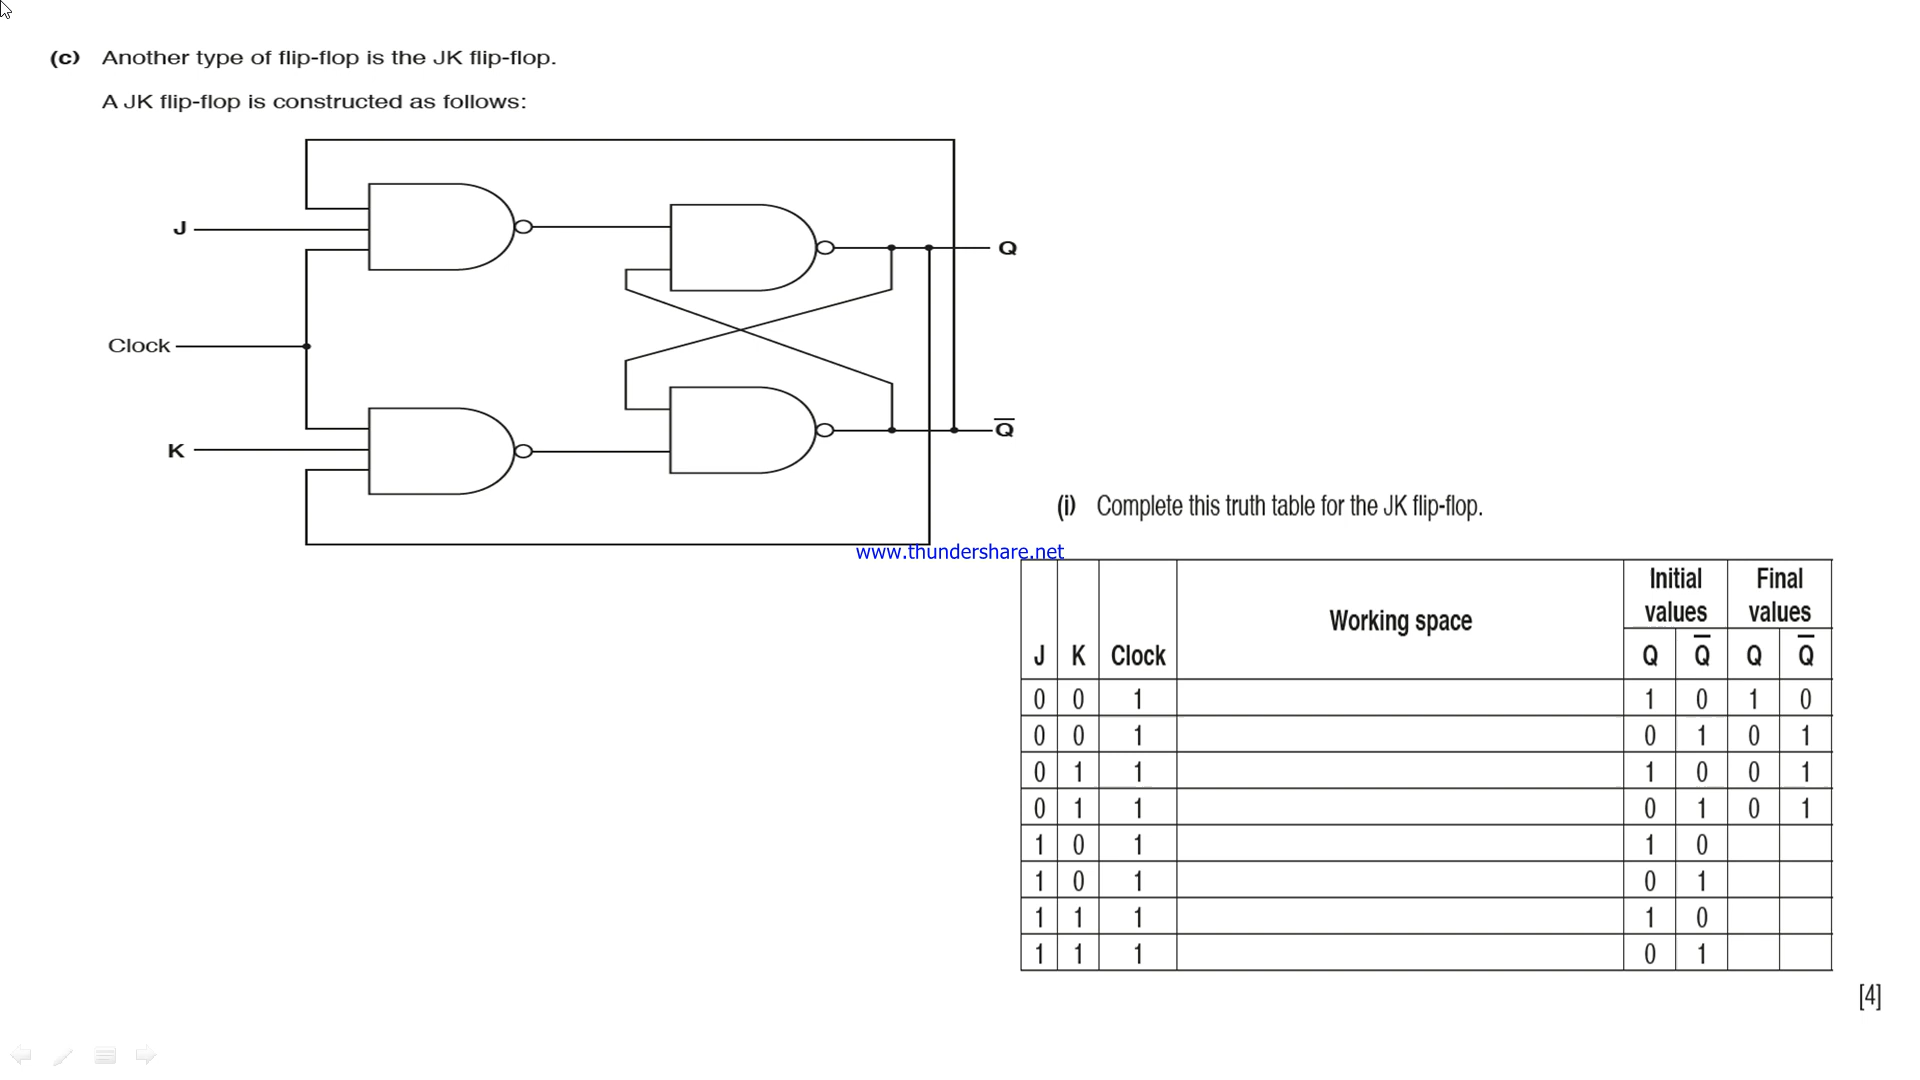 (c) Another type of flip-flop is the JK flip-flop.
A JK flip-flop is constructed as follows:
J
Q
Clock
K
Q̅
(i) Complete this truth table for the JK flip-flop.
www.thundershare.net
J K Clock Working space Initial values Final values
Q Q̅ Q Q̅
0 0 1 1 0 1 0
0 0 1 0 1 0 1
0 1 1 1 0 0 1
0 1 1 0 1 0 1
1 0 1 1 0
1 0 1 0 1
1 1 1 1 0
1 1 1 0 1
[4]